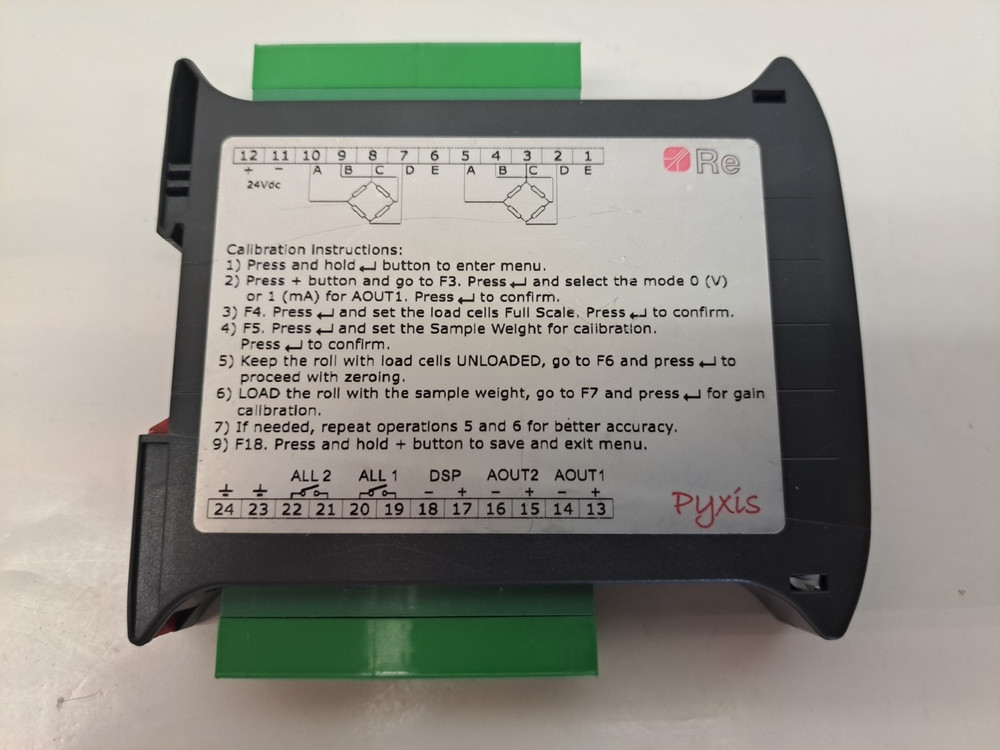 12 11 10 9 8 7 6 5 4 3 2 1
+ − A B C D E A B C D E
24Vdc
Re
Calibration instructions:
1) Press and hold ↵ button to enter menu.
2) Press + button and go to F3. Press ↵ and select the mode 0 (V)
or 1 (mA) for AOUT1. Press ↵ to confirm.
3) F4. Press ↵ and set the load cells Full Scale. Press ↵ to confirm.
4) F5. Press ↵ and set the Sample Weight for calibration.
Press ↵ to confirm.
5) Keep the roll with load cells UNLOADED, go to F6 and press ↵ to
proceed with zeroing.
6) LOAD the roll with the sample weight, go to F7 and press ↵ for gain
calibration.
7) If needed, repeat operations 5 and 6 for better accuracy.
9) F18. Press and hold + button to save and exit menu.
ALL 2 ALL 1 DSP AOUT2 AOUT1
− + − + − +
24 23 22 21 20 19 18 17 16 15 14 13
Pyxis